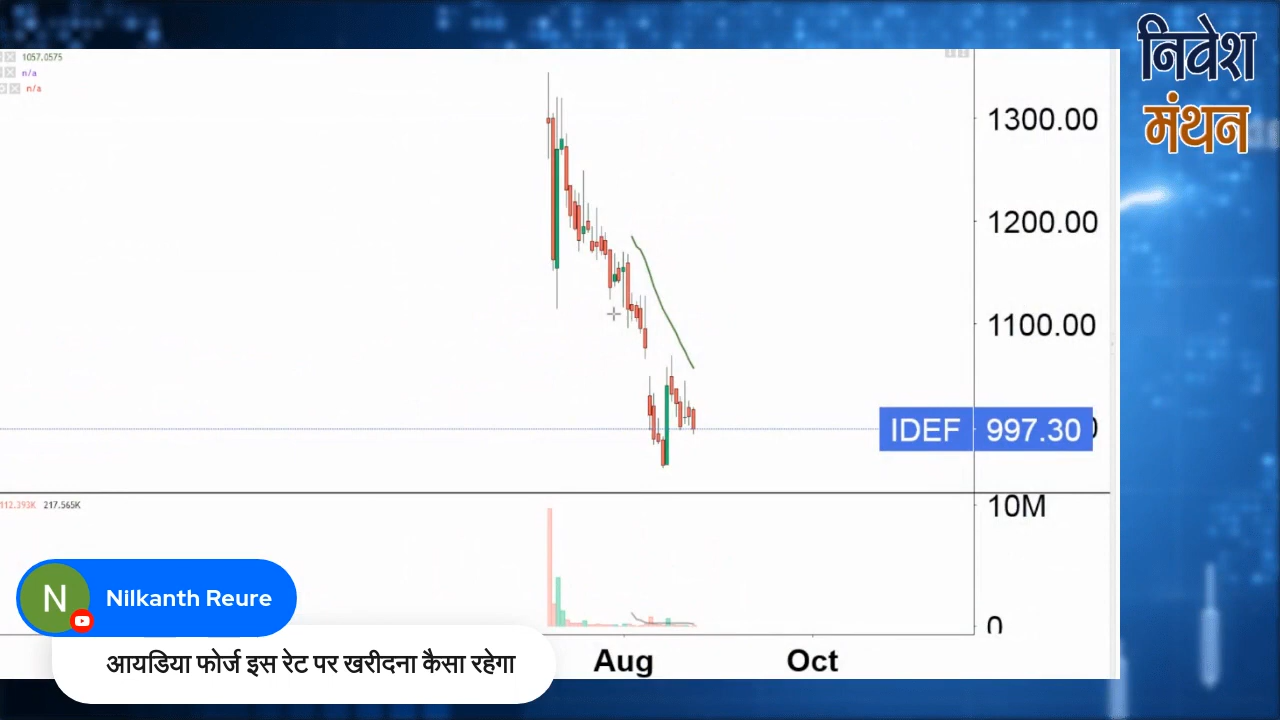 निवेश
मंथन
1057.0575
n/a
n/a
1300.00
1200.00
1100.00
IDEF 997.30
112.393K 217.565K
10M
0
Aug Oct
N Nilkanth Reure
आयडिया फोर्ज इस रेट पर खरीदना कैसा रहेगा